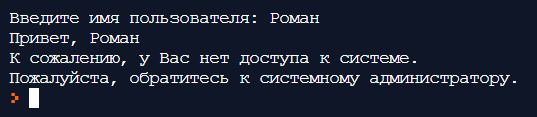 Введите имя пользователя: Роман
Привет, Роман
К сожалению, у Вас нет доступа к системе.
Пожалуйста, обратитесь к системному администратору.
>